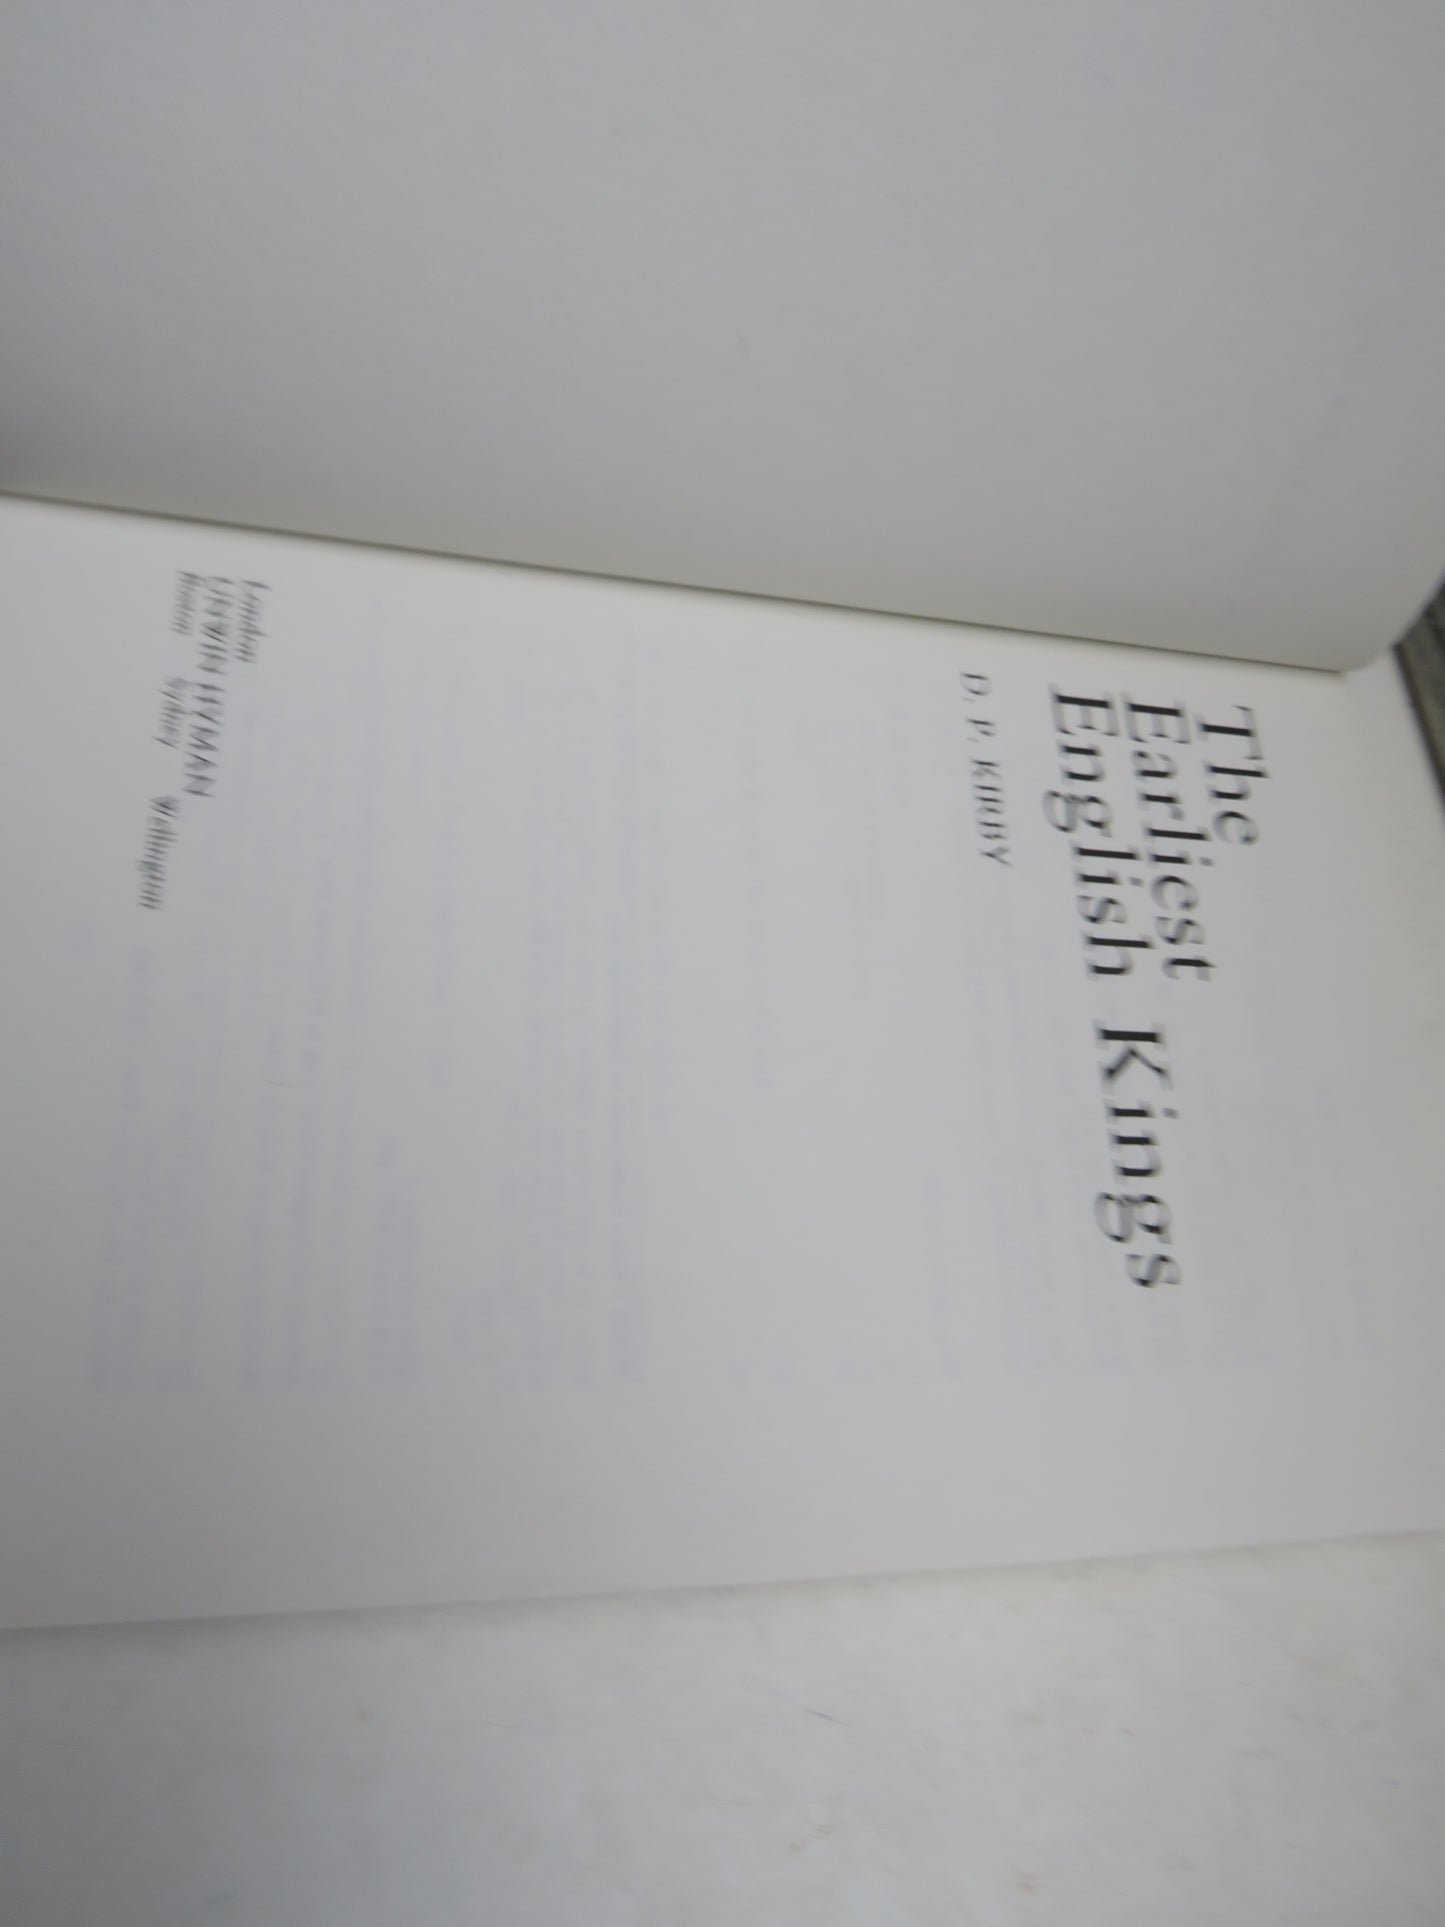 The
Earliest
English Kings
D. P. KIRBY
London
UNWIN HYMAN
Boston Sydney Wellington